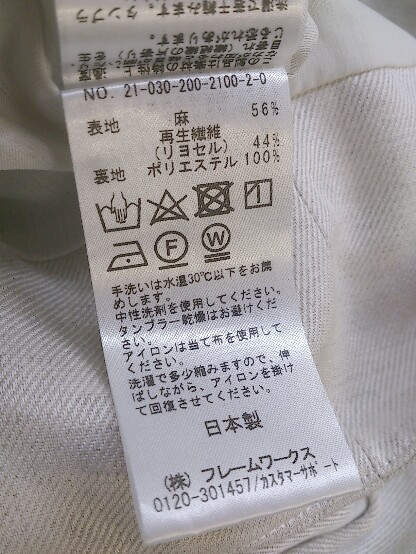 NO. 21-030-200-2100-2-0
表地 麻 56%
再生繊維
(リヨセル) 44%
裏地 ポリエステル 100%
F W
手洗いは水温30℃以下をお薦
めします。
中性洗剤を使用してください。
タンブラー乾燥はお避けくだ
さい。
アイロンは当て布を使用して
ください。
洗濯で多少縮みますので、伸
ばしながら、アイロンを掛け
て回復させてください。
日本製
(株) フレームワークス
0120-301457/カスタマーサポート